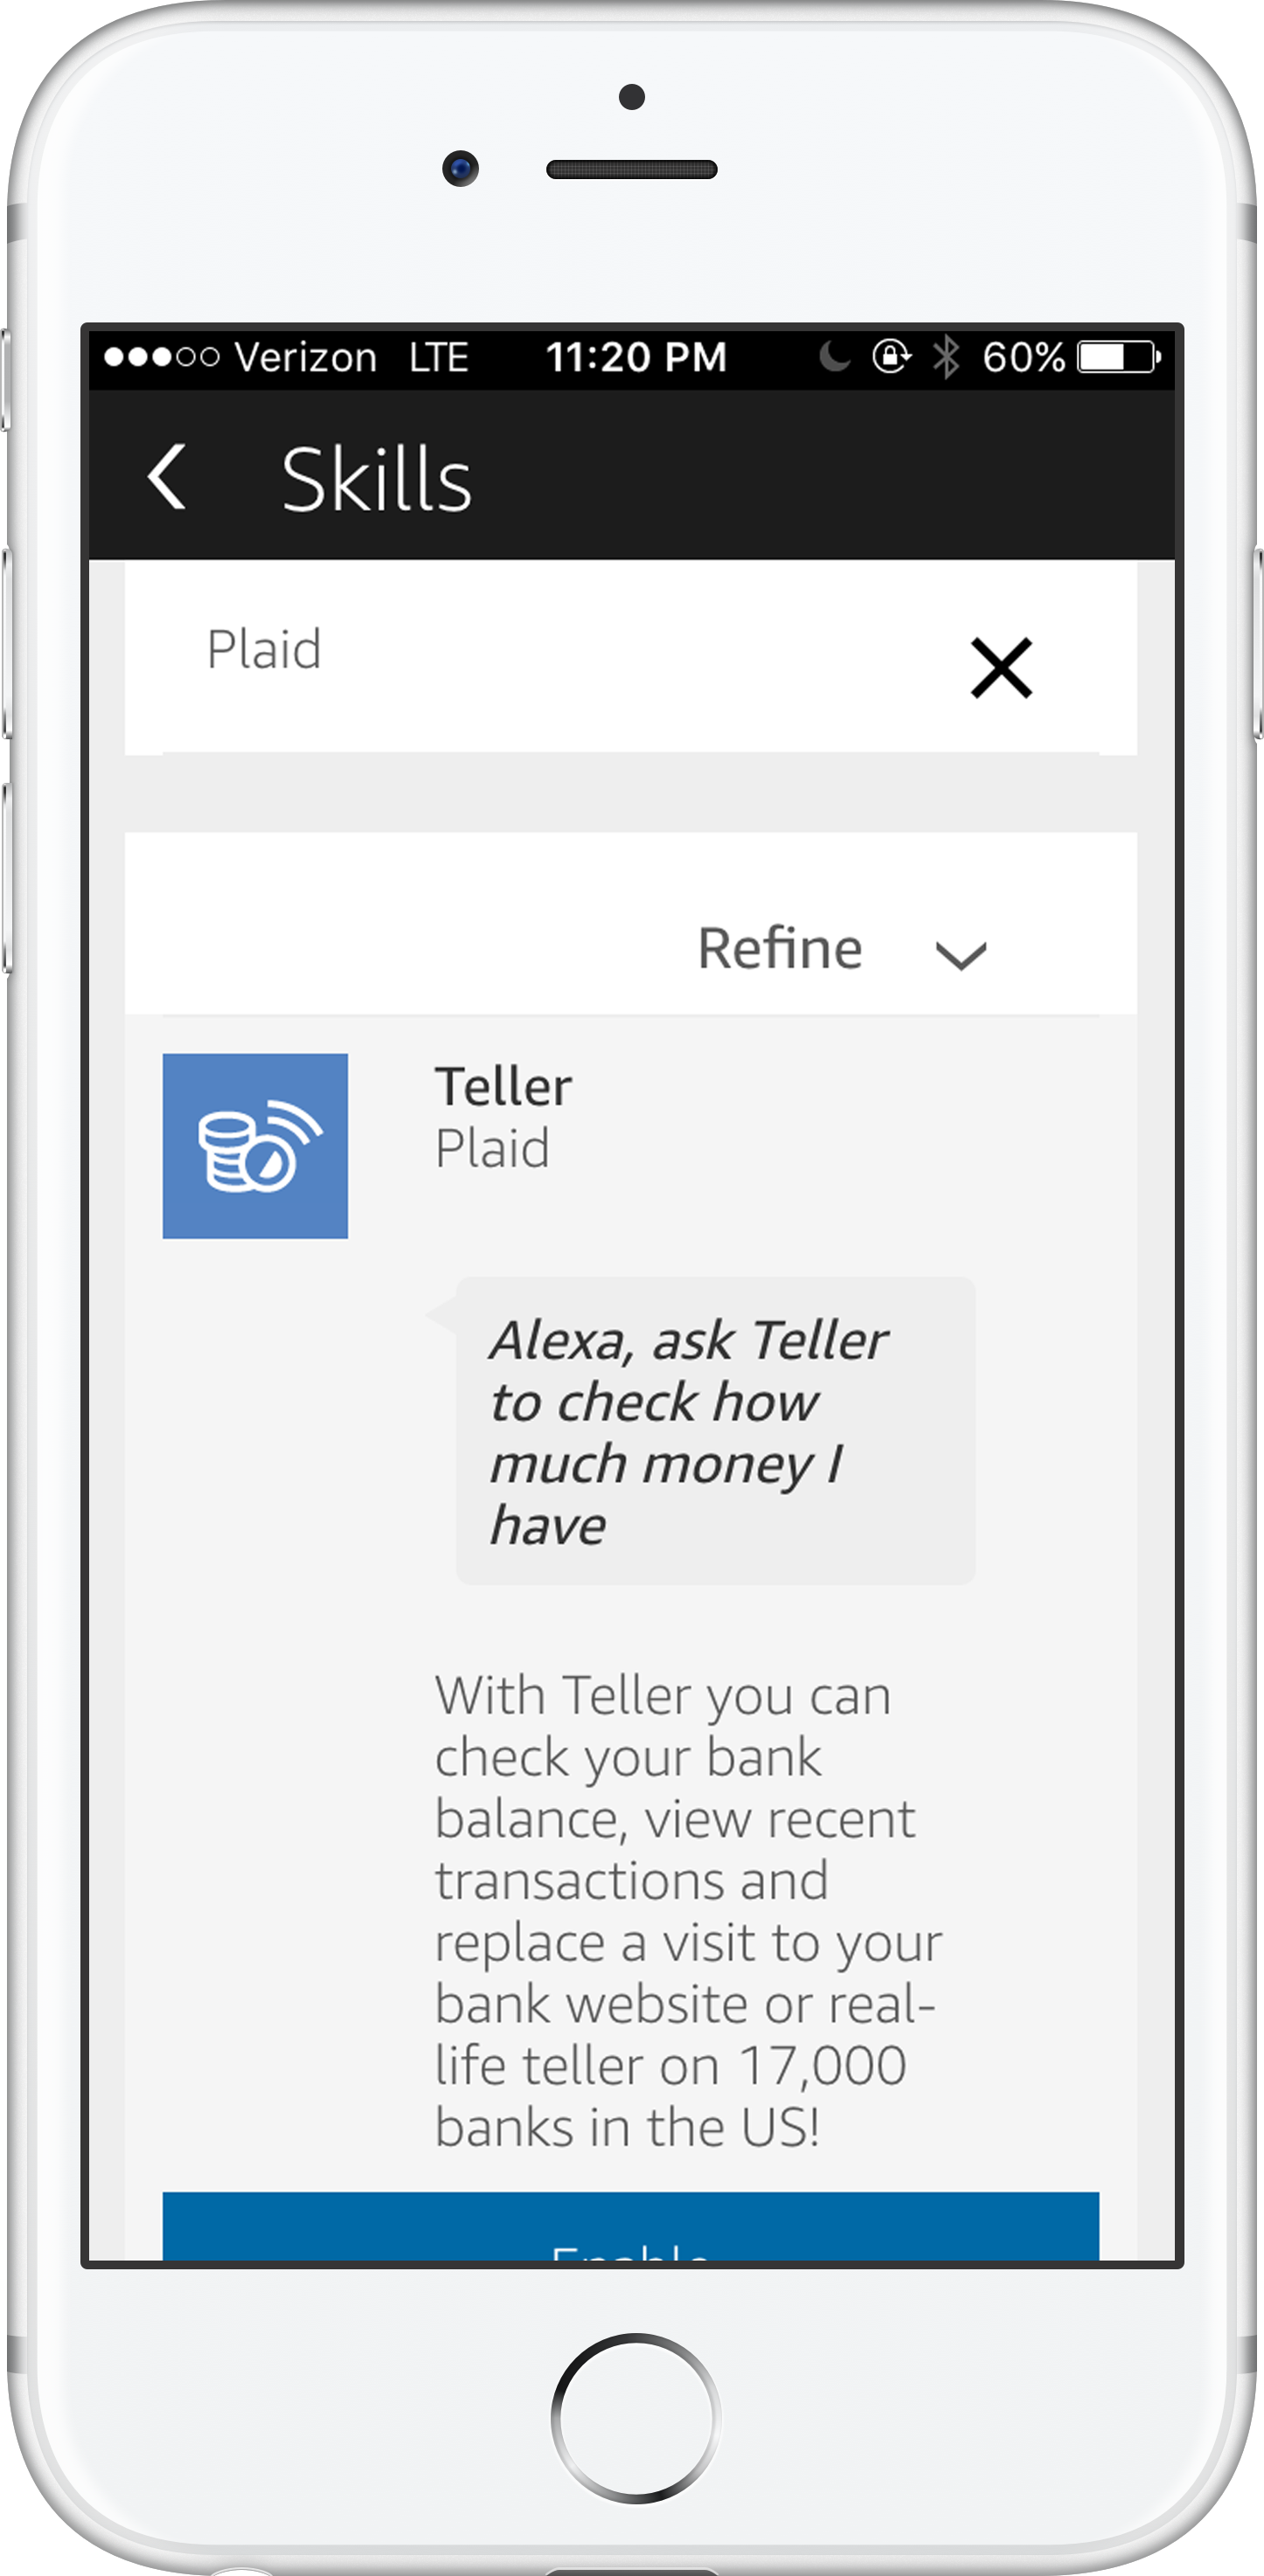 Verizon LTE 11:20 PM 60%
Skills
Plaid
Refine
Teller
Plaid
Alexa, ask Teller
to check how
much money I
have
With Teller you can
check your bank
balance, view recent
transactions and
replace a visit to your
bank website or real-
life teller on 17,000
banks in the US!
Enable